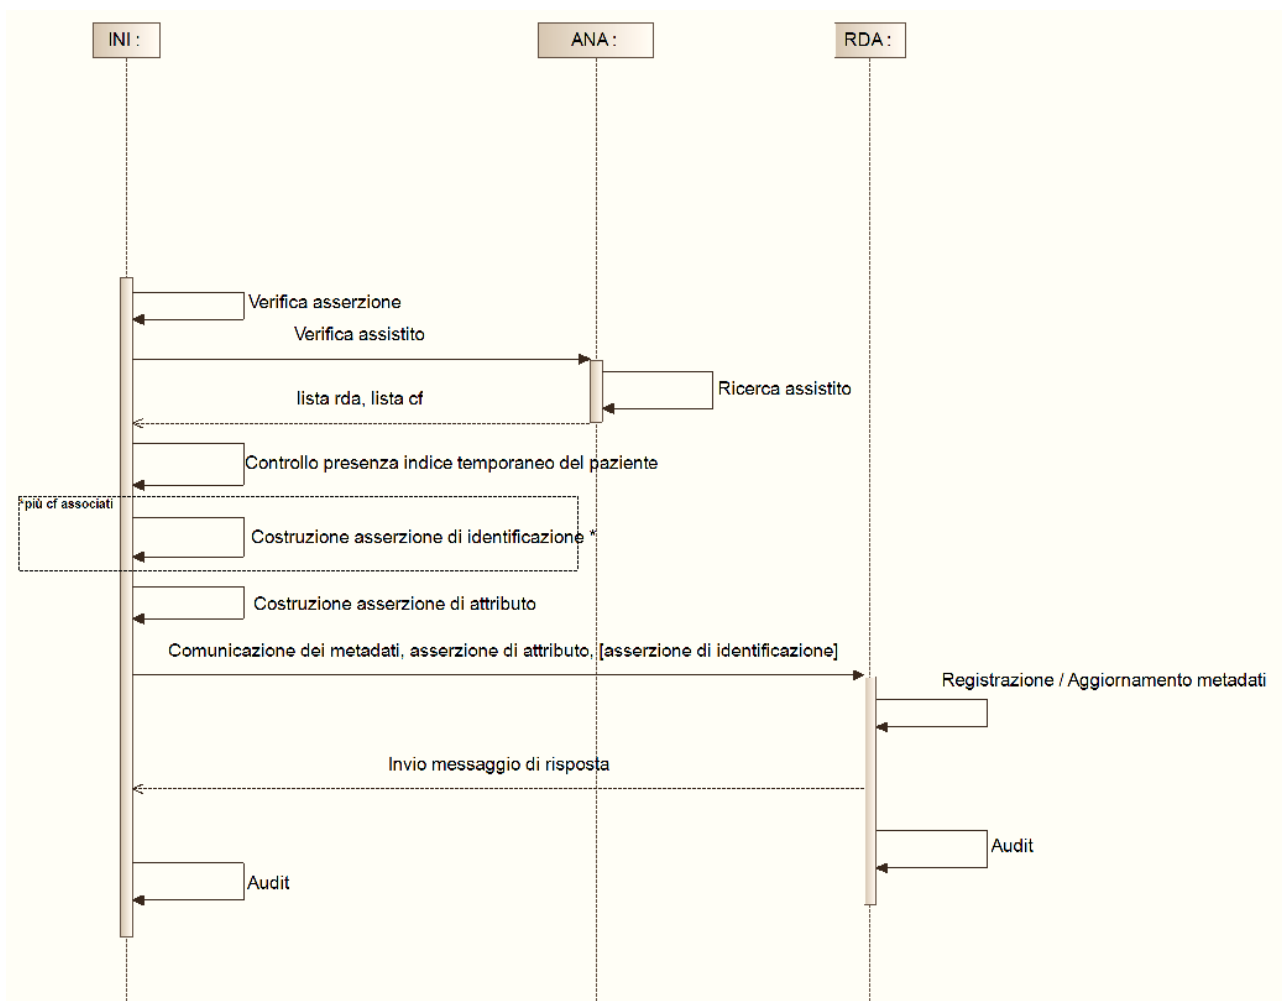 INI :
ANA :
RDA :
Verifica asserzione
Verifica assistito
Ricerca assistito
lista rda, lista cf
Controllo presenza indice temporaneo del paziente
*più cf associati
Costruzione asserzione di identificazione *
Costruzione asserzione di attributo
Comunicazione dei metadati, asserzione di attributo, [asserzione di identificazione]
Registrazione / Aggiornamento metadati
Invio messaggio di risposta
Audit
Audit